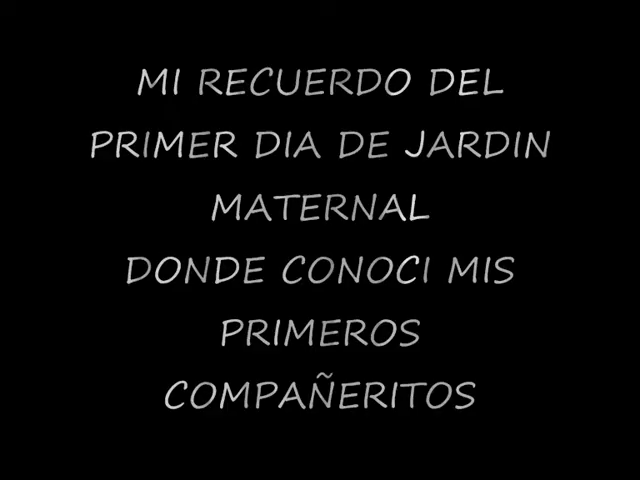 MI RECUERDO DEL
PRIMER DIA DE JARDIN
MATERNAL
DONDE CONOCI MIS
PRIMEROS
COMPAÑERITOS